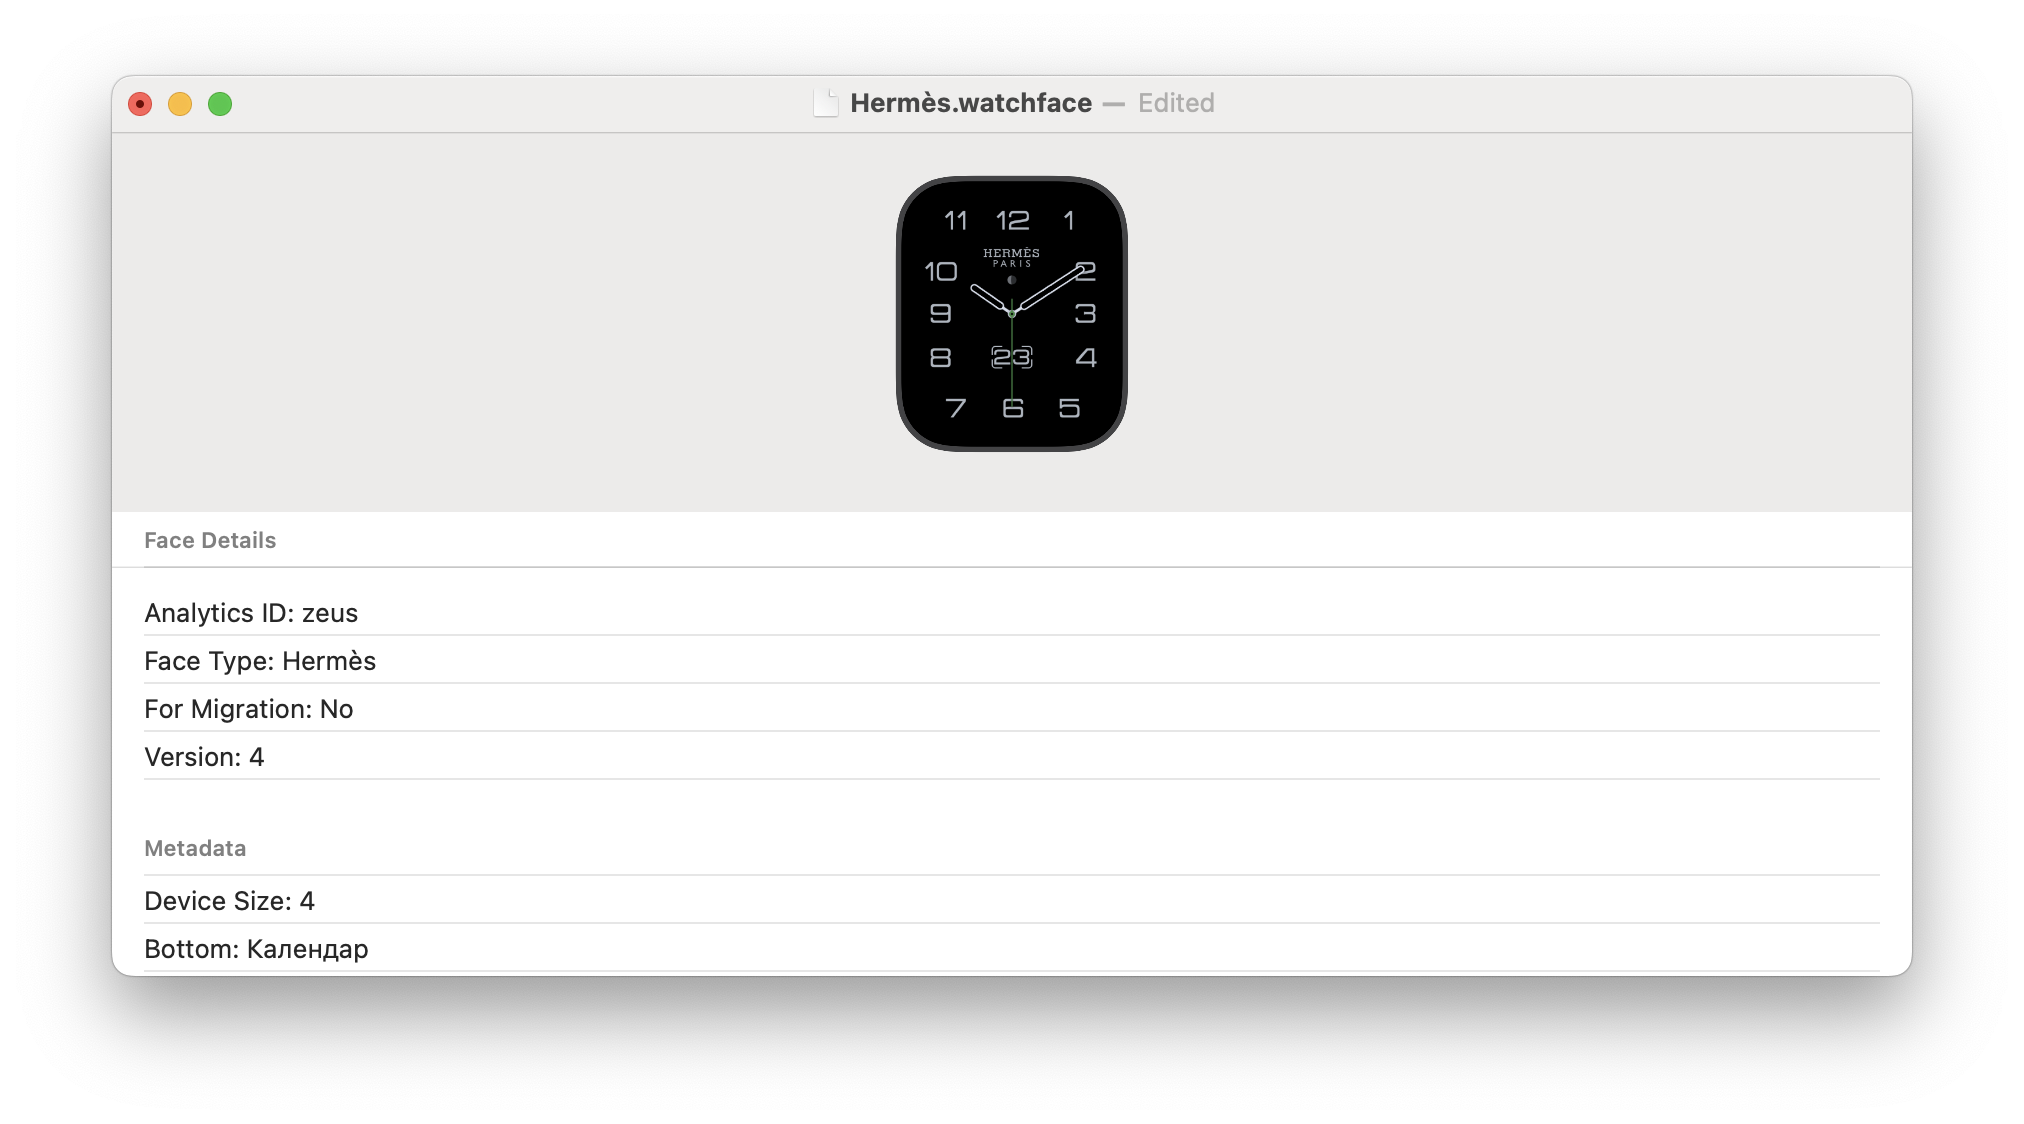 Hermès.watchface — Edited
11 12 1
HERMÈS
PARIS
10 2
9 3
8 23 4
7 6 5
Face Details
Analytics ID: zeus
Face Type: Hermès
For Migration: No
Version: 4
Metadata
Device Size: 4
Bottom: Календар